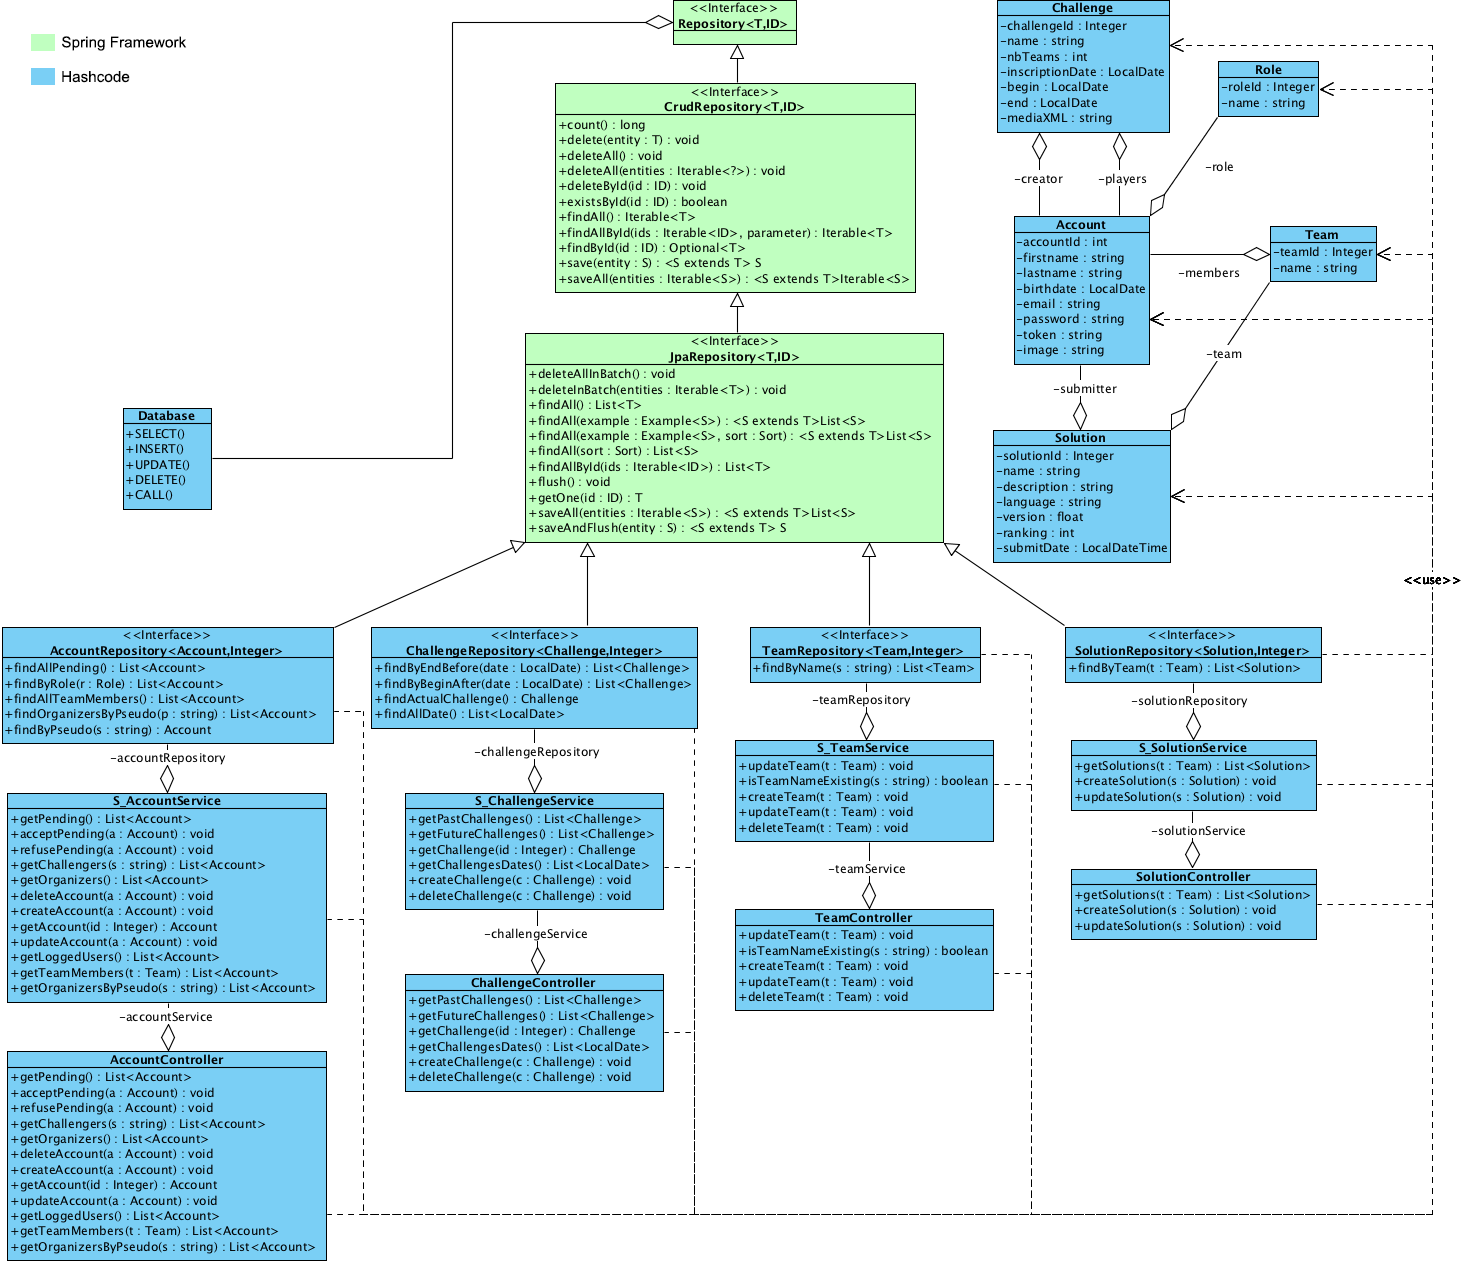 Spring Framework
Hashcode
<<Interface>>
Repository<T,ID>
<<Interface>>
CrudRepository<T,ID>
+count() : long
+delete(entity : T) : void
+deleteAll() : void
+deleteAll(entities : Iterable<?>) : void
+deleteById(id : ID) : void
+existsById(id : ID) : boolean
+findAll() : Iterable<T>
+findAllById(ids : Iterable<ID>, parameter) : Iterable<T>
+findById(id : ID) : Optional<T>
+save(entity : S) : <S extends T> S
+saveAll(entities : Iterable<S>) : <S extends T>Iterable<S>
<<Interface>>
JpaRepository<T,ID>
+deleteAllInBatch() : void
+deleteInBatch(entities : Iterable<T>) : void
+findAll() : List<T>
+findAll(example : Example<S>) : <S extends T>List<S>
+findAll(example : Example<S>, sort : Sort) : <S extends T>List<S>
+findAll(sort : Sort) : List<S>
+findAllById(ids : Iterable<ID>) : List<T>
+flush() : void
+getOne(id : ID) : T
+saveAll(entities : Iterable<S>) : <S extends T>List<S>
+saveAndFlush(entity : S) : <S extends T> S
Database
+SELECT()
+INSERT()
+UPDATE()
+DELETE()
+CALL()
Challenge
-challengeId : Integer
-name : string
-nbTeams : int
-inscriptionDate : LocalDate
-begin : LocalDate
-end : LocalDate
-mediaXML : string
Role
-roleId : Integer
-name : string
-creator
-players
-role
Account
-accountId : int
-firstname : string
-lastname : string
-birthdate : LocalDate
-email : string
-password : string
-token : string
-image : string
Team
-teamId : Integer
-name : string
-members
-team
-submitter
Solution
-solutionId : Integer
-name : string
-description : string
-language : string
-version : float
-ranking : int
-submitDate : LocalDateTime
<<use>>
<<Interface>>
AccountRepository<Account,Integer>
+findAllPending() : List<Account>
+findByRole(r : Role) : List<Account>
+findAllTeamMembers() : List<Account>
+findOrganizersByPseudo(p : string) : List<Account>
+findByPseudo(s : string) : Account
-accountRepository
S_AccountService
+getPending() : List<Account>
+acceptPending(a : Account) : void
+refusePending(a : Account) : void
+getChallengers(s : string) : List<Account>
+getOrganizers() : List<Account>
+deleteAccount(a : Account) : void
+createAccount(a : Account) : void
+getAccount(id : Integer) : Account
+updateAccount(a : Account) : void
+getLoggedUsers() : List<Account>
+getTeamMembers(t : Team) : List<Account>
+getOrganizersByPseudo(s : string) : List<Account>
-accountService
AccountController
+getPending() : List<Account>
+acceptPending(a : Account) : void
+refusePending(a : Account) : void
+getChallengers(s : string) : List<Account>
+getOrganizers() : List<Account>
+deleteAccount(a : Account) : void
+createAccount(a : Account) : void
+getAccount(id : Integer) : Account
+updateAccount(a : Account) : void
+getLoggedUsers() : List<Account>
+getTeamMembers(t : Team) : List<Account>
+getOrganizersByPseudo(s : string) : List<Account>
<<Interface>>
ChallengeRepository<Challenge,Integer>
+findByEndBefore(date : LocalDate) : List<Challenge>
+findByBeginAfter(date : LocalDate) : List<Challenge>
+findActualChallenge() : Challenge
+findAllDate() : List<LocalDate>
-challengeRepository
S_ChallengeService
+getPastChallenges() : List<Challenge>
+getFutureChallenges() : List<Challenge>
+getChallenge(id : Integer) : Challenge
+getChallengesDates() : List<LocalDate>
+createChallenge(c : Challenge) : void
+deleteChallenge(c : Challenge) : void
-challengeService
ChallengeController
+getPastChallenges() : List<Challenge>
+getFutureChallenges() : List<Challenge>
+getChallenge(id : Integer) : Challenge
+getChallengesDates() : List<LocalDate>
+createChallenge(c : Challenge) : void
+deleteChallenge(c : Challenge) : void
<<Interface>>
TeamRepository<Team,Integer>
+findByName(s : string) : List<Team>
-teamRepository
S_TeamService
+updateTeam(t : Team) : void
+isTeamNameExisting(s : string) : boolean
+createTeam(t : Team) : void
+updateTeam(t : Team) : void
+deleteTeam(t : Team) : void
-teamService
TeamController
+updateTeam(t : Team) : void
+isTeamNameExisting(s : string) : boolean
+createTeam(t : Team) : void
+updateTeam(t : Team) : void
+deleteTeam(t : Team) : void
<<Interface>>
SolutionRepository<Solution,Integer>
+findByTeam(t : Team) : List<Solution>
-solutionRepository
S_SolutionService
+getSolutions(t : Team) : List<Solution>
+createSolution(s : Solution) : void
+updateSolution(s : Solution) : void
-solutionService
SolutionController
+getSolutions(t : Team) : List<Solution>
+createSolution(s : Solution) : void
+updateSolution(s : Solution) : void